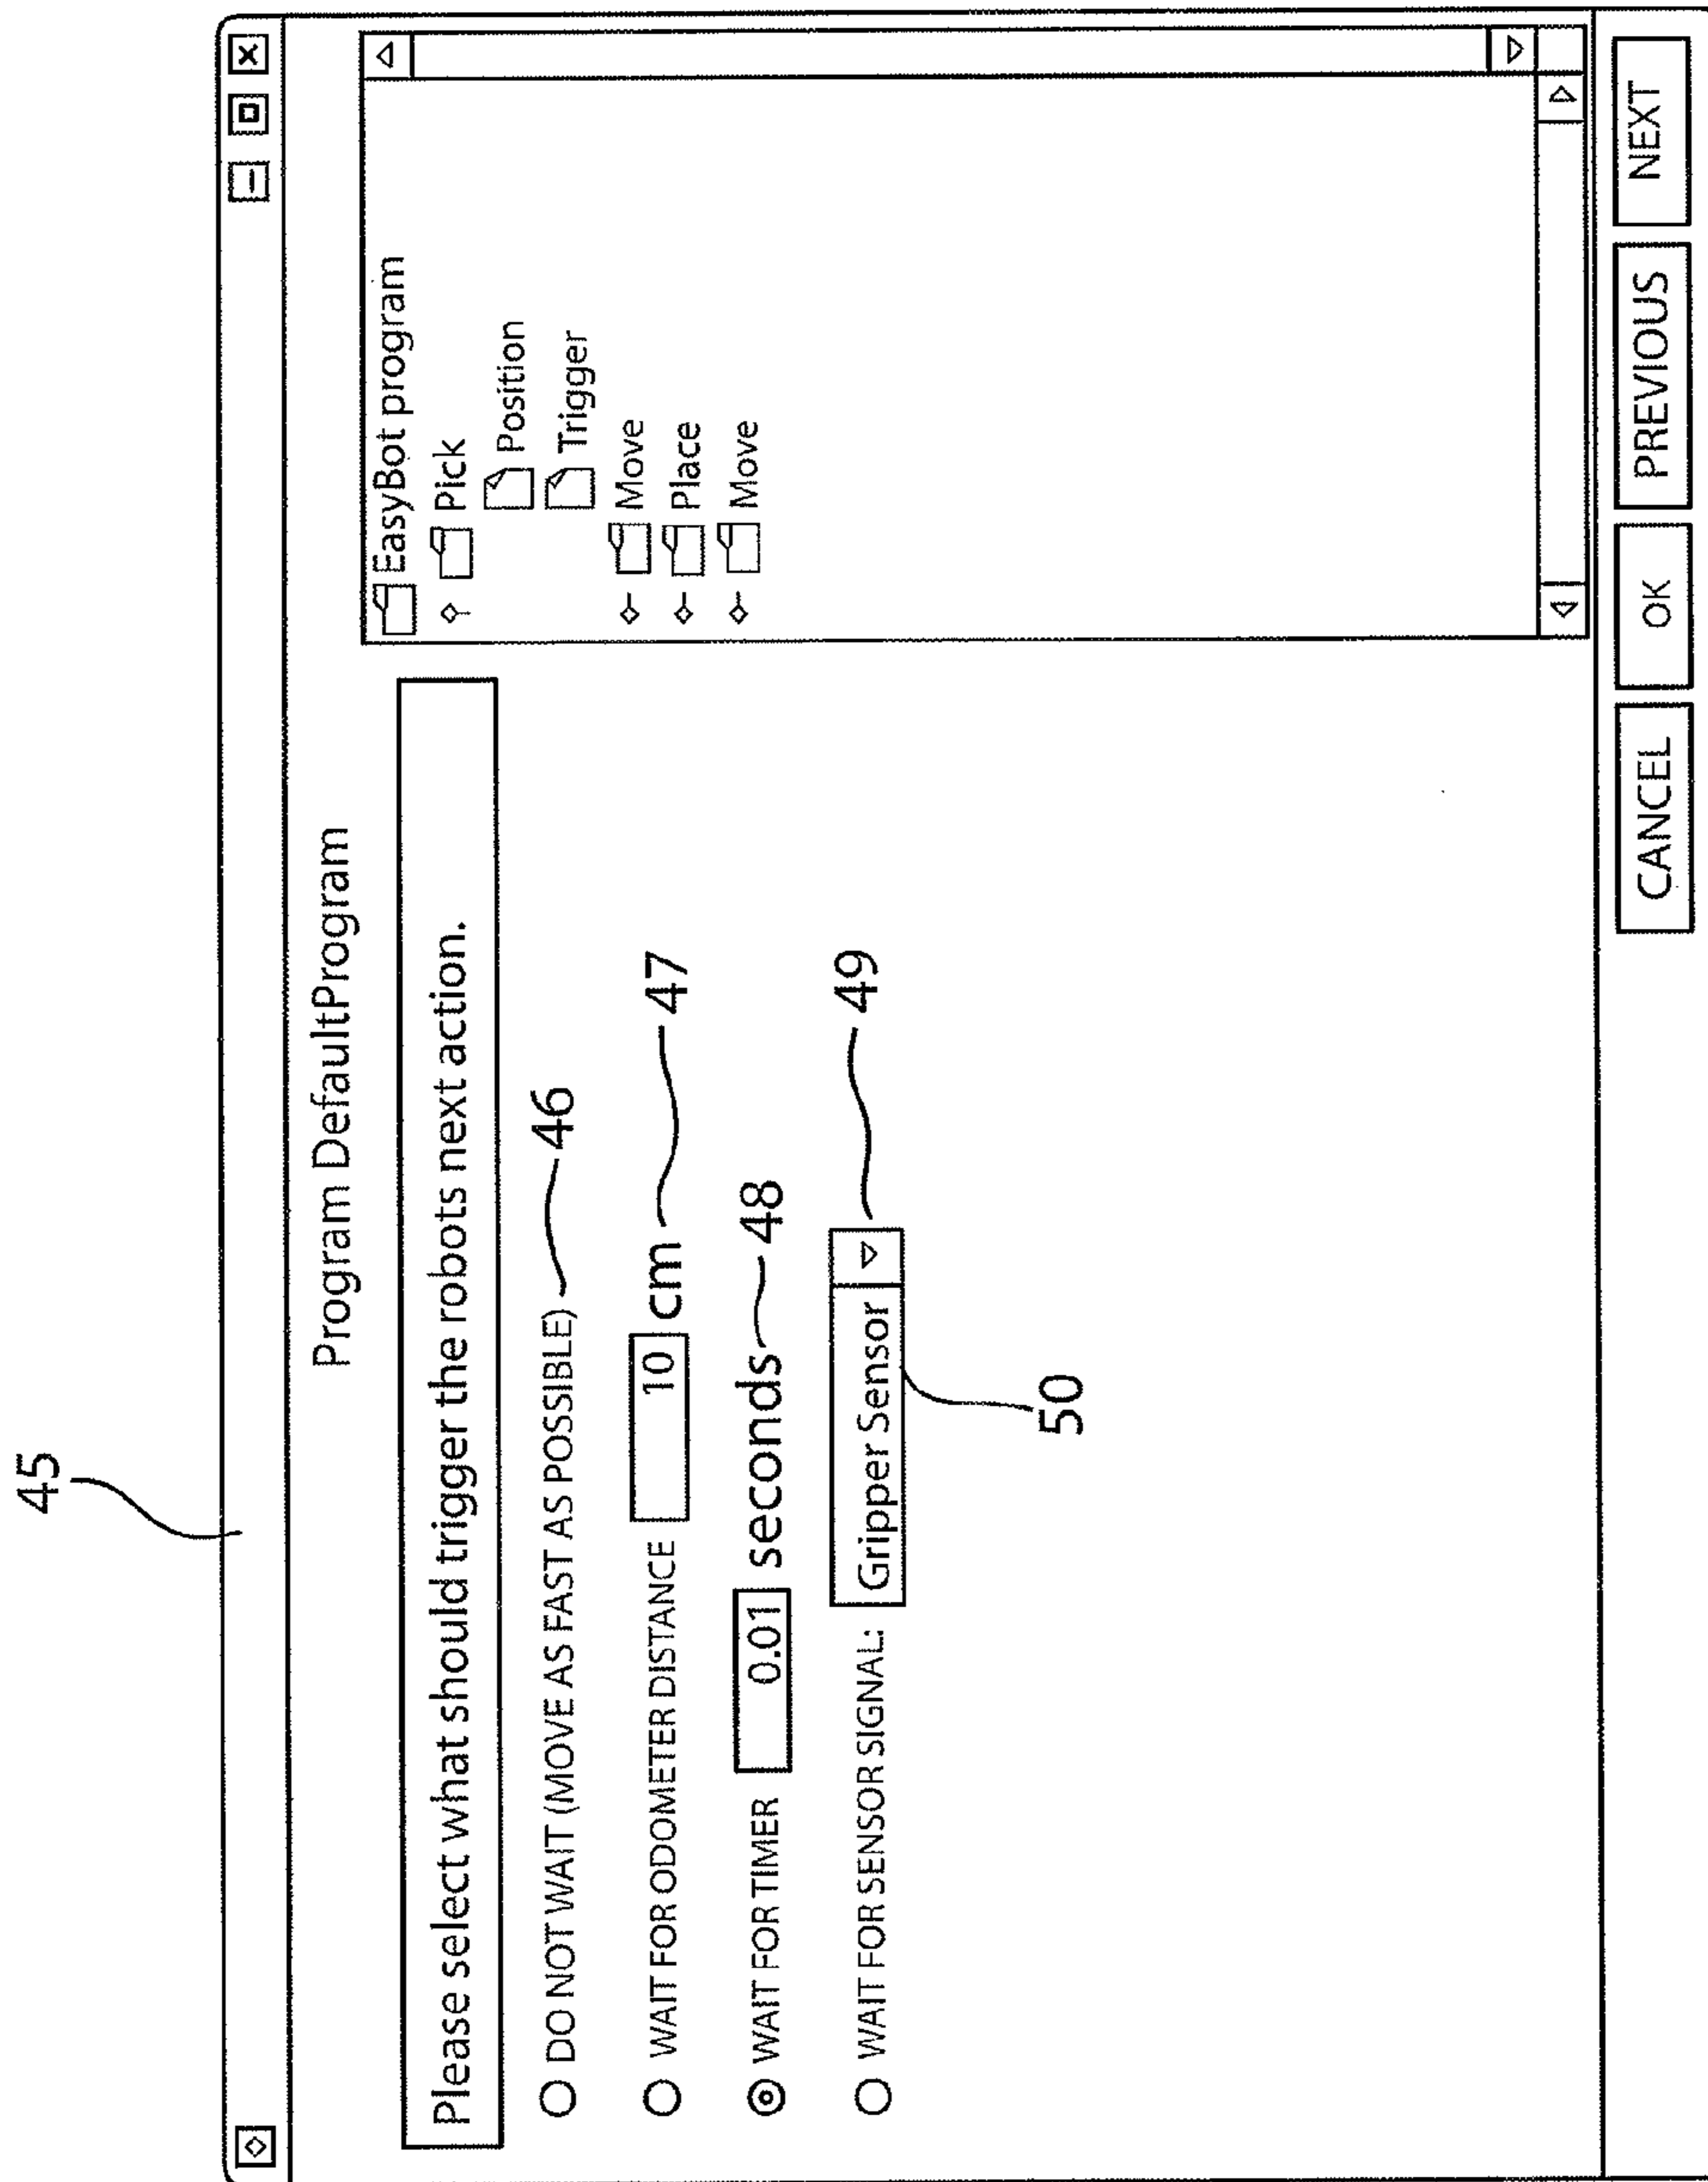 45
Program DefaultProgram
Please select what should trigger the robots next action.
DO NOT WAIT (MOVE AS FAST AS POSSIBLE) 46
WAIT FOR ODOMETER DISTANCE 10 cm 47
WAIT FOR TIMER 0.01 seconds 48
WAIT FOR SENSOR SIGNAL: Gripper Sensor 49
50
EasyBot program
Pick
Position
Trigger
Move
Place
Move
CANCEL OK PREVIOUS NEXT